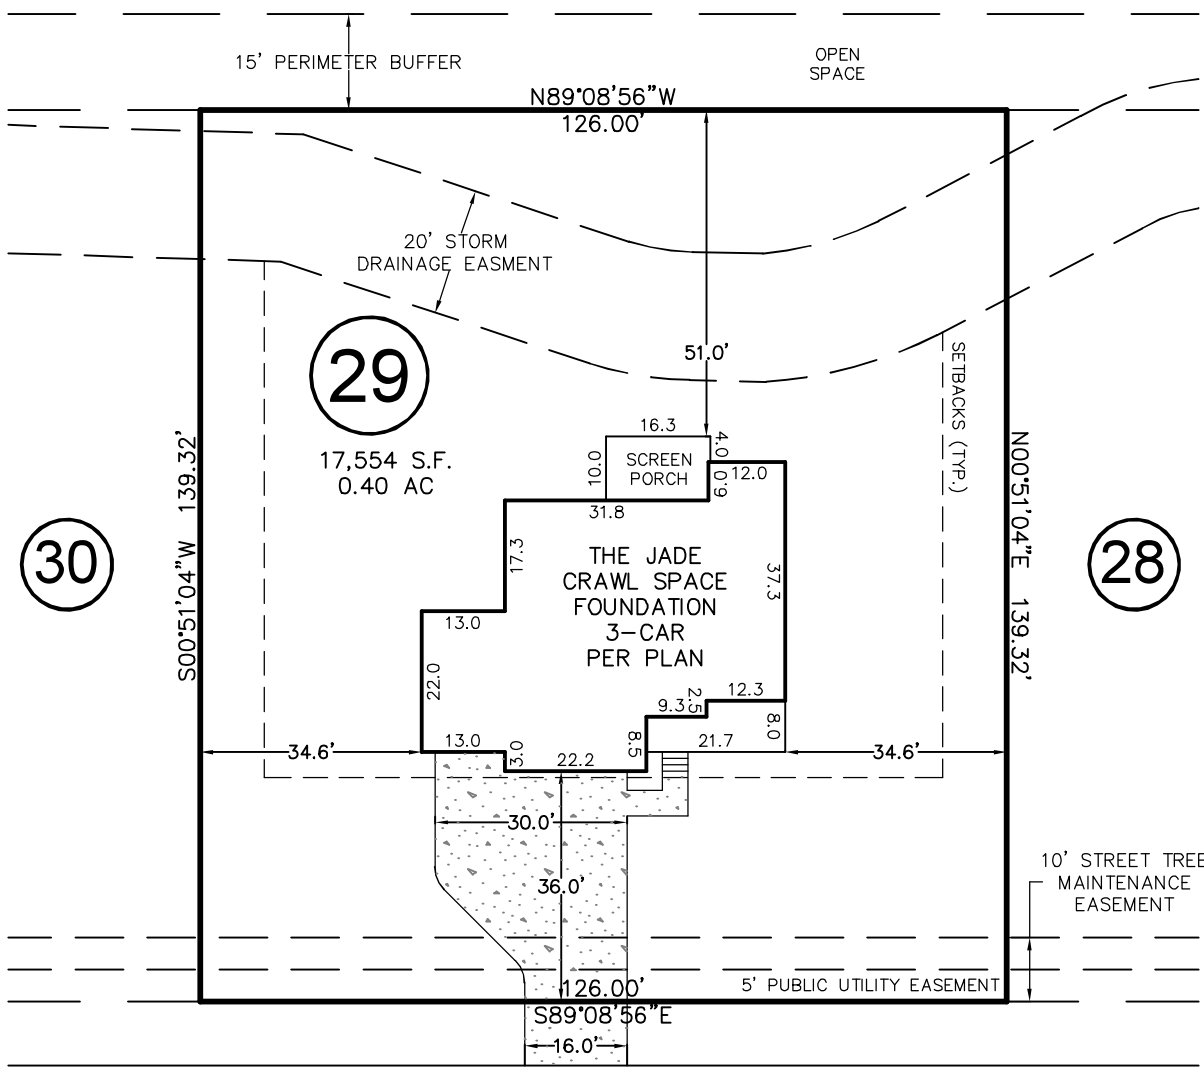 15' PERIMETER BUFFER
OPEN
SPACE
N89°08'56"W
126.00'
20' STORM
DRAINAGE EASMENT
29
17,554 S.F.
0.40 AC
51.0'
SETBACKS (TYP.)
S00°51'04"W 139.32'
N00°51'04"E 139.32'
30
28
16.3
4.0
10.0
SCREEN
PORCH
6.0
12.0
31.8
17.3
THE JADE
CRAWL SPACE
FOUNDATION
3-CAR
PER PLAN
37.3
13.0
22.0
12.3
2.5
9.3
8.0
8.5
21.7
13.0
3.0
22.2
34.6'
34.6'
30.0'
36.0'
10' STREET TREE
MAINTENANCE
EASEMENT
5' PUBLIC UTILITY EASEMENT
126.00'
S89°08'56"E
16.0'